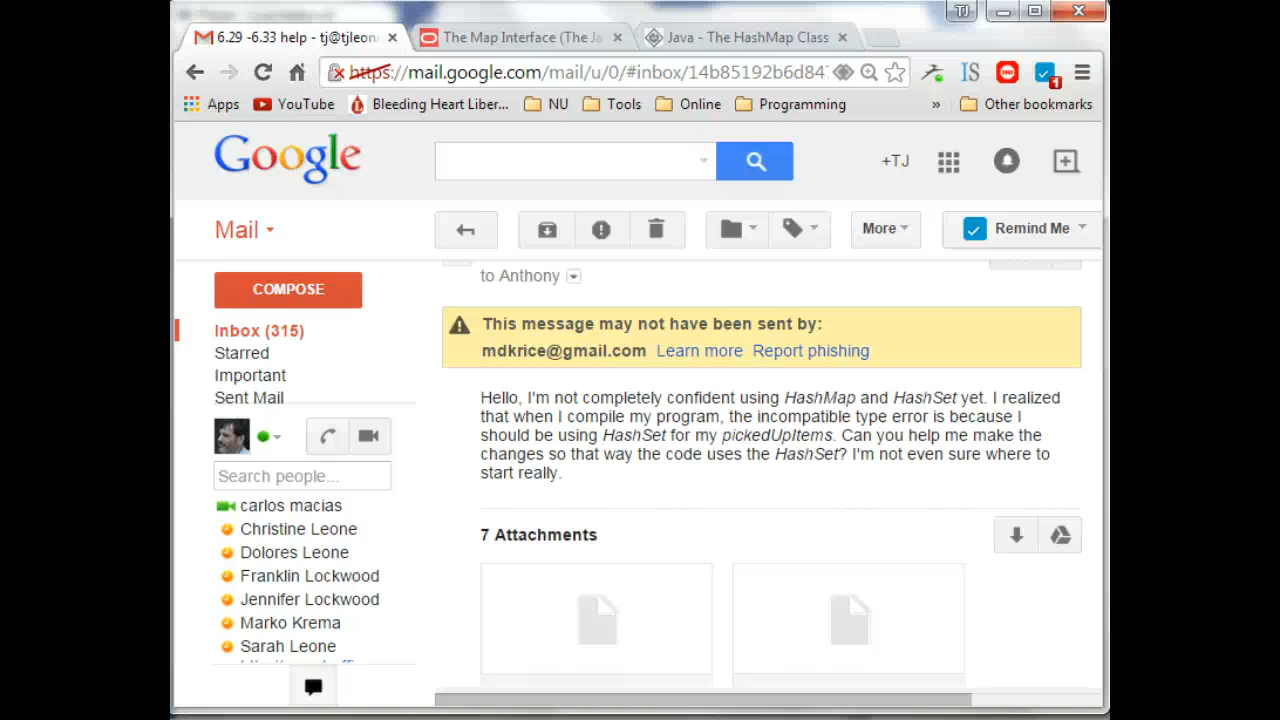 TJ
6.29 -6.33 help - tj@tjleon
The Map Interface (The Ja
Java - The HashMap Class
https://mail.google.com/mail/u/0/#inbox/14b85192b6d847
IS
1
Apps
YouTube
Bleeding Heart Liber...
NU
Tools
Online
Programming
»
Other bookmarks
Google
+TJ
Mail
More
Remind Me
COMPOSE
to Anthony
Inbox (315)
Starred
Important
Sent Mail
This message may not have been sent by:
mdkrice@gmail.com Learn more Report phishing
Hello, I'm not completely confident using HashMap and HashSet yet. I realized
that when I compile my program, the incompatible type error is because I
should be using HashSet for my pickedUpItems. Can you help me make the
changes so that way the code uses the HashSet? I'm not even sure where to
start really.
Search people...
carlos macias
Christine Leone
Dolores Leone
Franklin Lockwood
Jennifer Lockwood
Marko Krema
Sarah Leone
7 Attachments